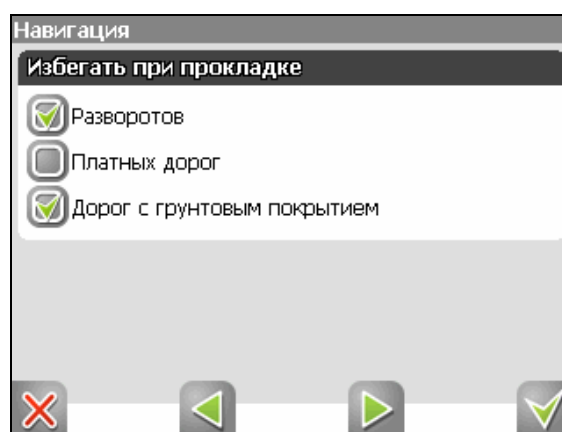 Навигация
Избегать при прокладке
Разворотов
Платных дорог
Дорог с грунтовым покрытием